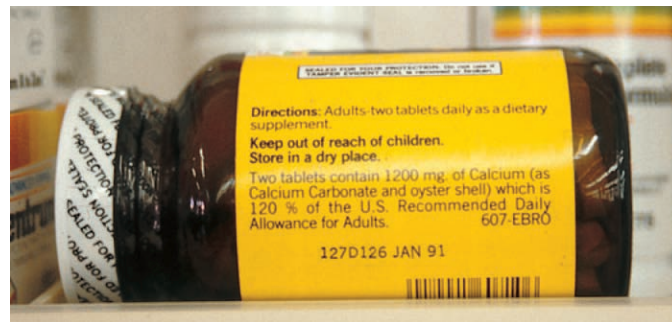 SEALED FOR YOUR PROTECTION. Do not use if
TAMPER EVIDENT SEAL is removed or broken.
Directions: Adults-two tablets daily as a dietary
supplement.
Keep out of reach of children.
Store in a dry place.
Two tablets contain 1200 mg. of Calcium (as
Calcium Carbonate and oyster shell) which is
120 % of the U.S. Recommended Daily
Allowance for Adults. 607-EBRO
127D126 JAN 91
PROTECTION
SEALED FOR